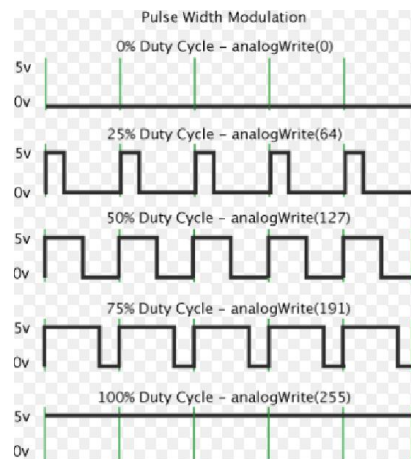 Pulse Width Modulation
0% Duty Cycle – analogWrite(0)
5v
0v
25% Duty Cycle – analogWrite(64)
5v
0v
50% Duty Cycle – analogWrite(127)
5v
0v
75% Duty Cycle – analogWrite(191)
5v
0v
100% Duty Cycle – analogWrite(255)
5v
0v